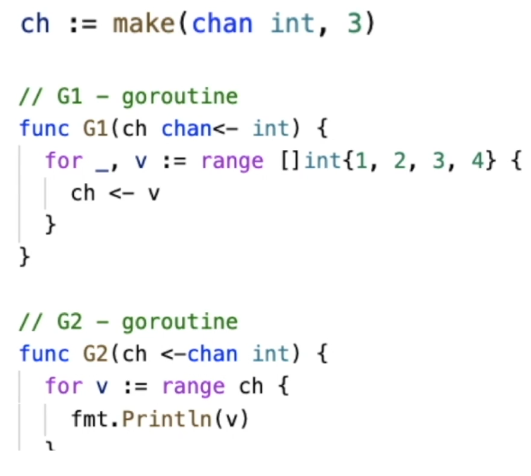 ch := make(chan int, 3)
// G1 – goroutine
func G1(ch chan<- int) {
for _, v := range []int{1, 2, 3, 4} {
ch <- v
}
}
// G2 – goroutine
func G2(ch <-chan int) {
for v := range ch {
fmt.Println(v)
}